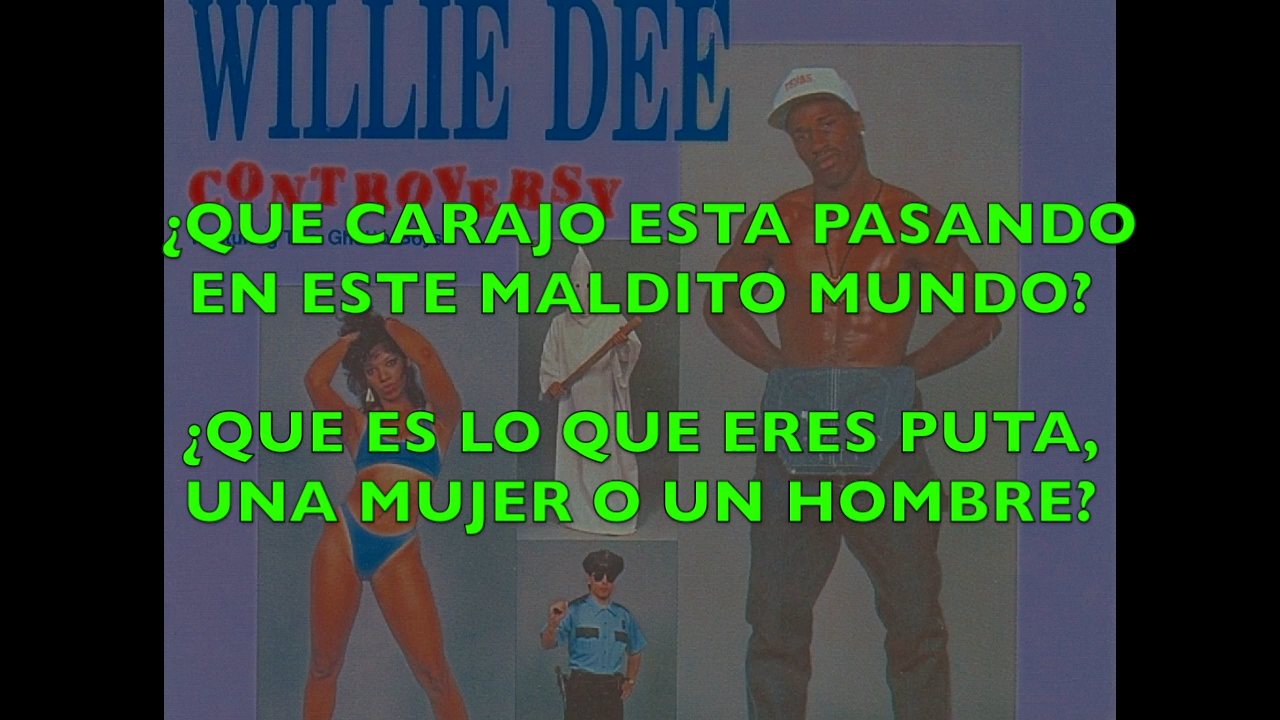 WILLIE DEE
CONTROVERSY
TEXAS
¿QUE CARAJO ESTA PASANDO
EN ESTE MALDITO MUNDO?
¿QUE ES LO QUE ERES PUTA,
UNA MUJER O UN HOMBRE?